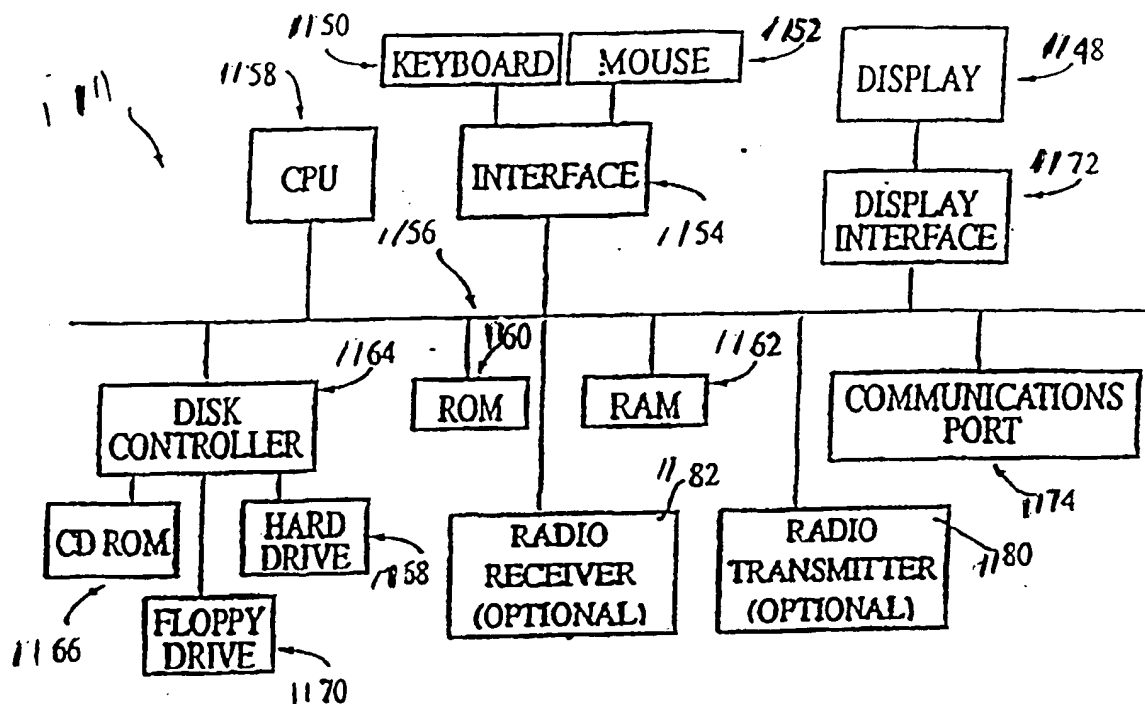 1150
KEYBOARD
MOUSE
1152
1158
DISPLAY
1148
CPU
INTERFACE
1154
1156
DISPLAY
INTERFACE
1172
1164
1160
1162
DISK
CONTROLLER
ROM
RAM
COMMUNICATIONS
PORT
1174
CD ROM
1166
HARD
DRIVE
1168
FLOPPY
DRIVE
1170
1182
RADIO
RECEIVER
(OPTIONAL)
RADIO
TRANSMITTER
(OPTIONAL)
1180